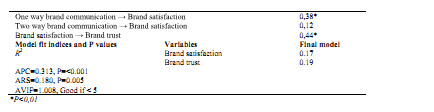 One way brand communication → Brand satisfaction 0,38*
Two way brand communication → Brand satisfaction 0,12
Brand satisfaction → Brand trust 0,44*
Model fit indices and P values Variables Final model
R² Brand satisfaction 0.17
Brand trust 0.19
APC=0.313, P=<0.001
ARS=0.180, P=0.005
AVIF=1.008, Good if < 5
*P<0,01